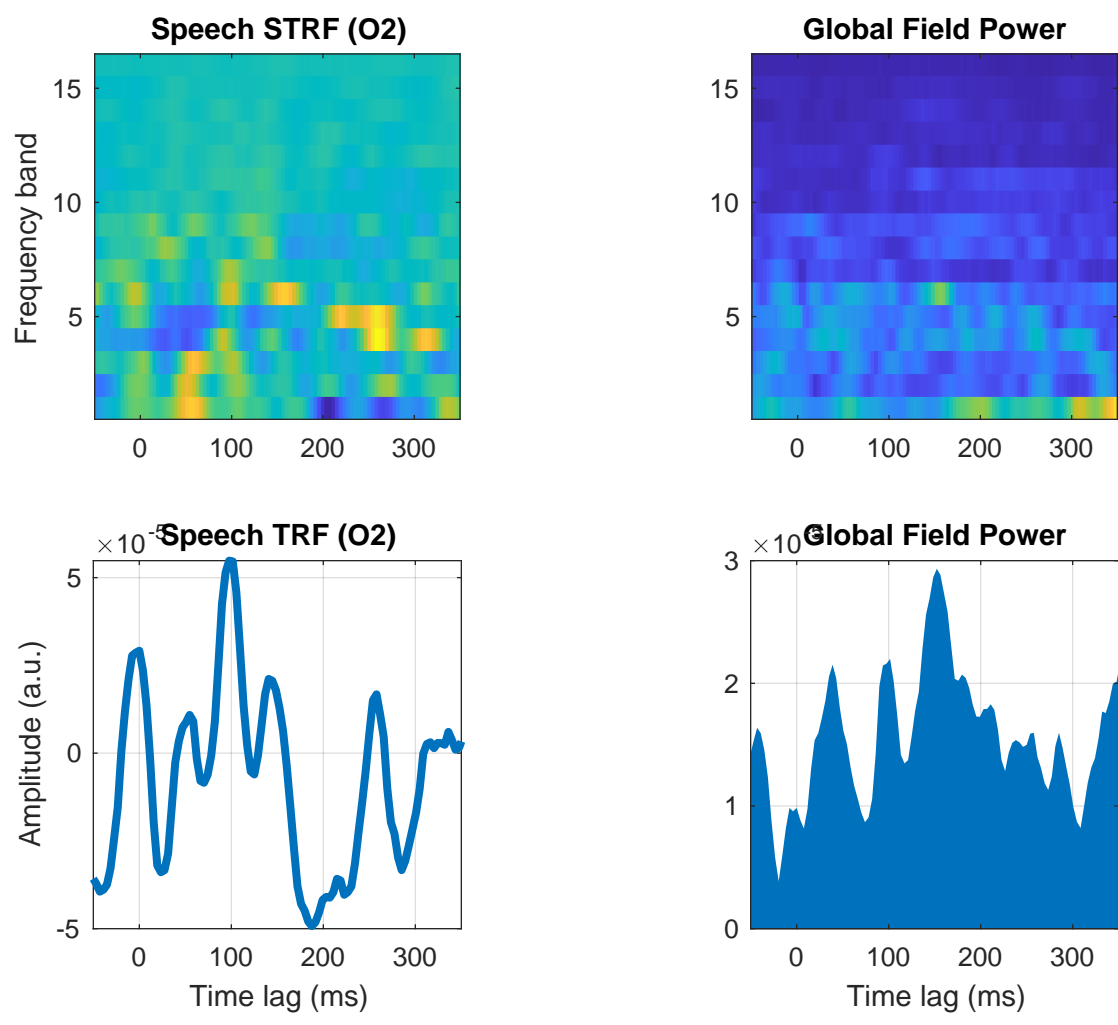 Speech STRF (O2)
Global Field Power
Frequency band
15
10
5
0 100 200 300
15
10
5
0 100 200 300
×10^-5
Speech TRF (O2)
×10^-5
Global Field Power
Amplitude (a.u.)
5
0
-5
0 100 200 300
Time lag (ms)
3
2
1
0
0 100 200 300
Time lag (ms)